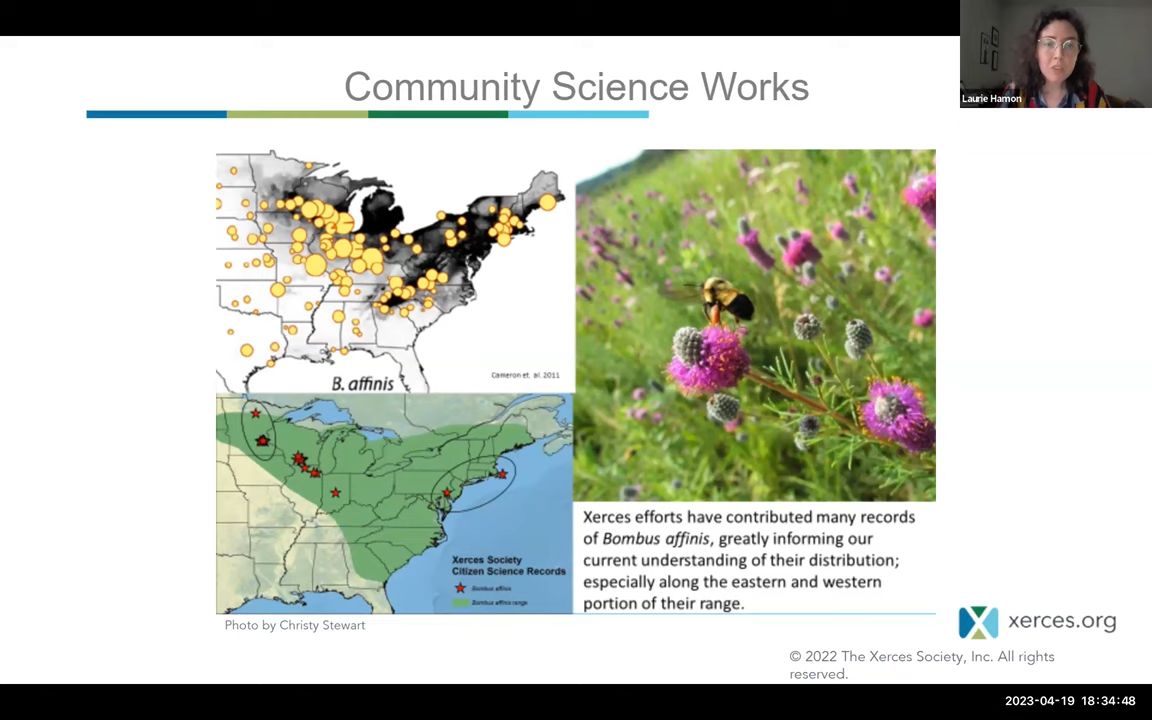 Community Science Works
Laurie Hamon
B. affinis
Cameron et. al. 2011
Xerces Society
Citizen Science Records
Bombus affinis
Bombus affinis range
Xerces efforts have contributed many records
of Bombus affinis, greatly informing our
current understanding of their distribution;
especially along the eastern and western
portion of their range.
Photo by Christy Stewart
xerces.org
© 2022 The Xerces Society, Inc. All rights
reserved.
2023-04-19 18:34:48